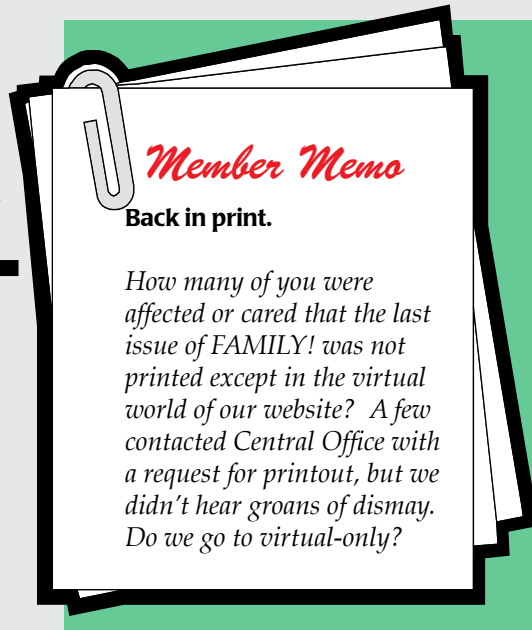 Member Memo
Back in print.
How many of you were
affected or cared that the last
issue of FAMILY! was not
printed except in the virtual
world of our website?  A few
contacted Central Office with
a request for printout, but we
didn't hear groans of dismay.
Do we go to virtual-only?